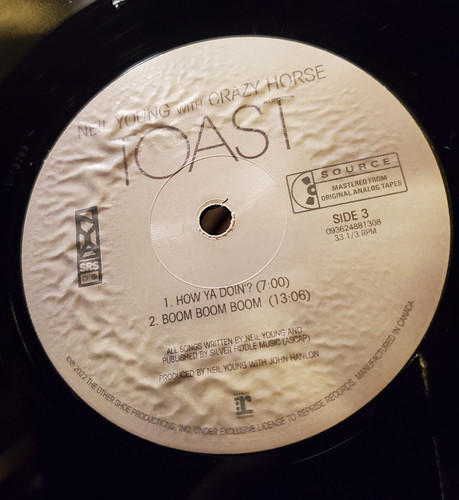 NEIL YOUNG WITH CRAZY HORSE
TOAST
SOURCE
MASTERED FROM
ORIGINAL ANALOG TAPES
SIDE 3
093624881308
33 1/3 RPM
SRS
1. HOW YA DOIN'? (7:00)
2. BOOM BOOM BOOM (13:06)
ALL SONGS WRITTEN BY NEIL YOUNG AND
PUBLISHED BY SILVER FIDDLE MUSIC (ASCAP)
PRODUCED BY NEIL YOUNG WITH JOHN HANLON
r
℗© 2022 THE OTHER SHOE PRODUCTIONS, INC. UNDER EXCLUSIVE LICENSE TO REPRISE RECORDS. MANUFACTURED IN CANADA